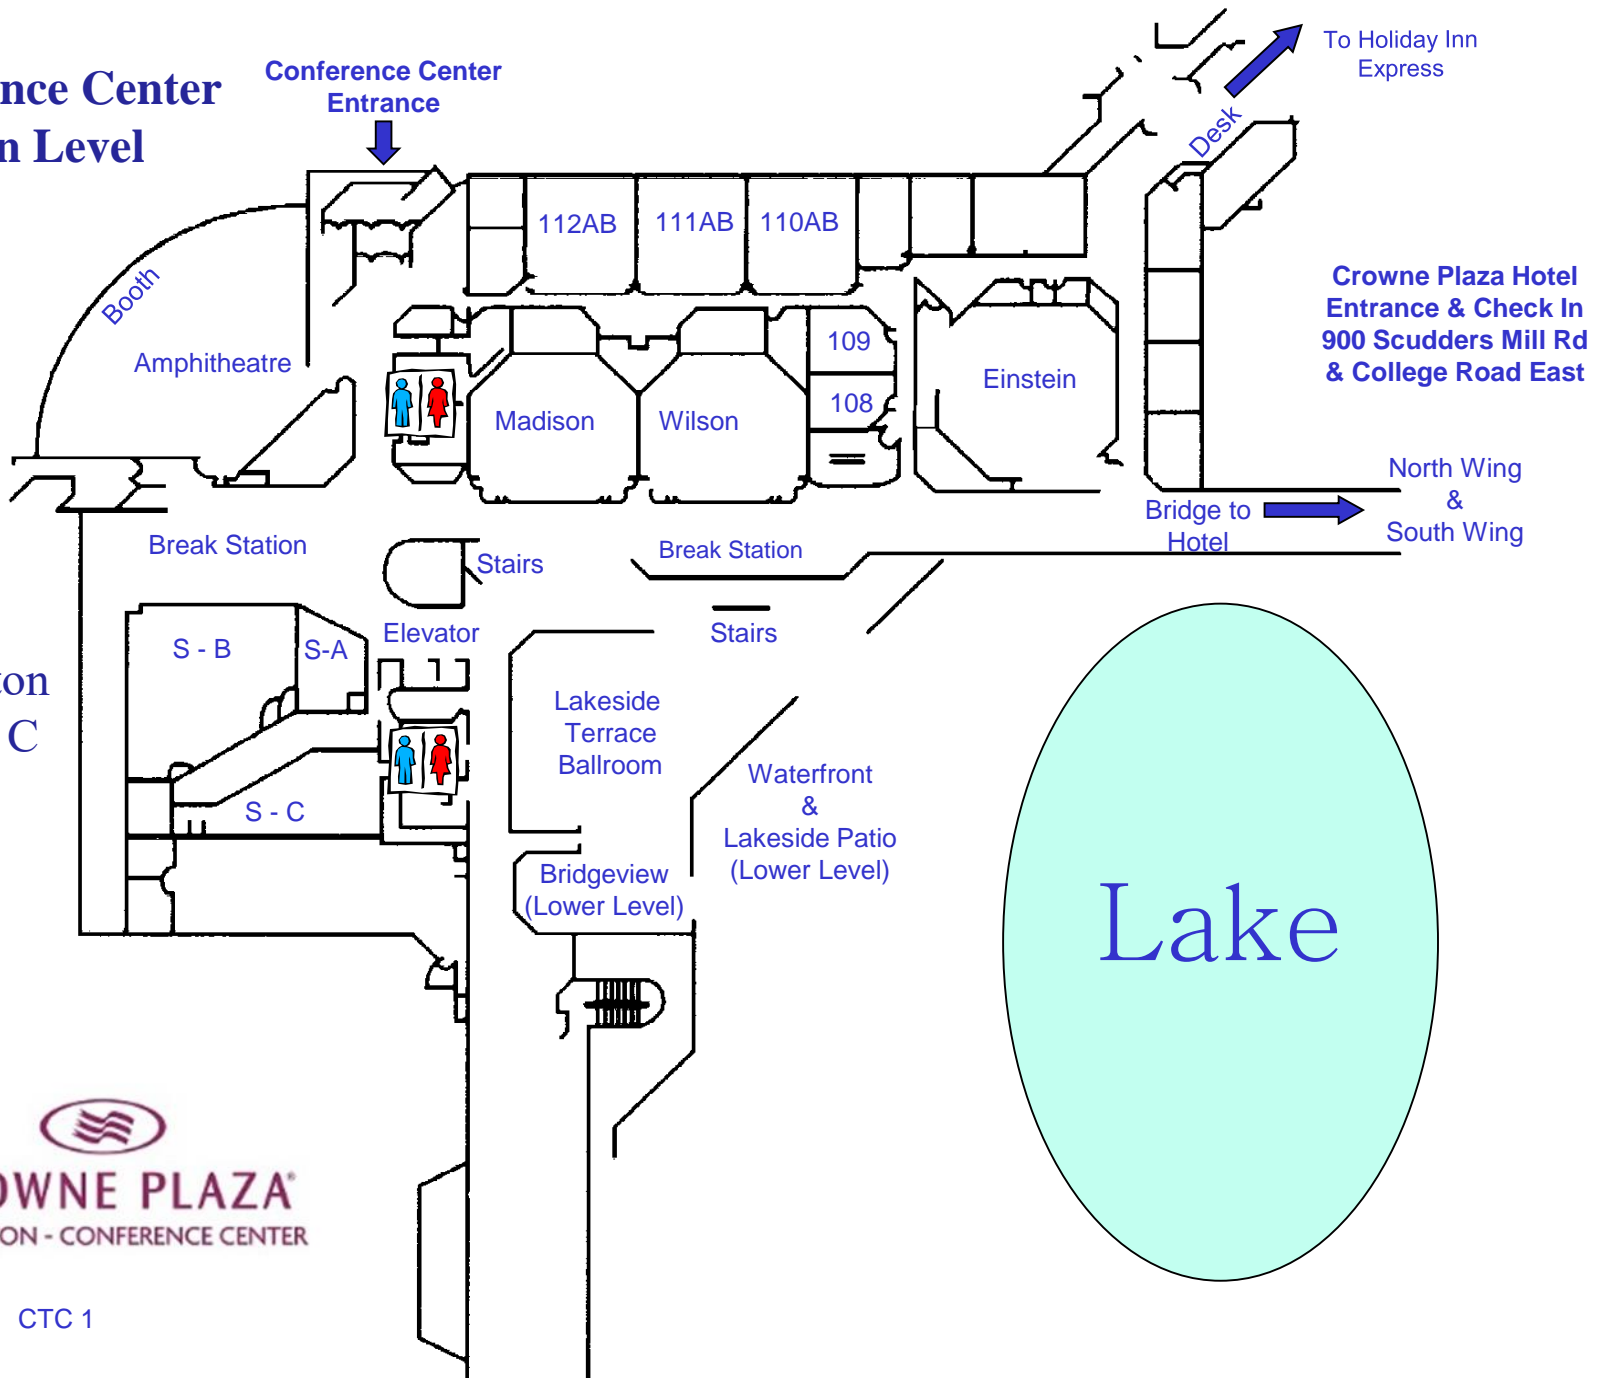 nce Center
n Level
Conference Center
Entrance
To Holiday Inn
Express
Desk
Booth
Amphitheatre
112AB
111AB
110AB
109
108
Madison
Wilson
Einstein
Crowne Plaza Hotel
Entrance & Check In
900 Scudders Mill Rd
& College Road East
North Wing
&
South Wing
Bridge to
Hotel
Break Station
Stairs
Break Station
Elevator
Stairs
S - B
S-A
ton
C
S - C
Lakeside
Terrace
Ballroom
Waterfront
&
Lakeside Patio
(Lower Level)
Bridgeview
(Lower Level)
Lake
OWNE PLAZA®
ON - CONFERENCE CENTER
CTC 1